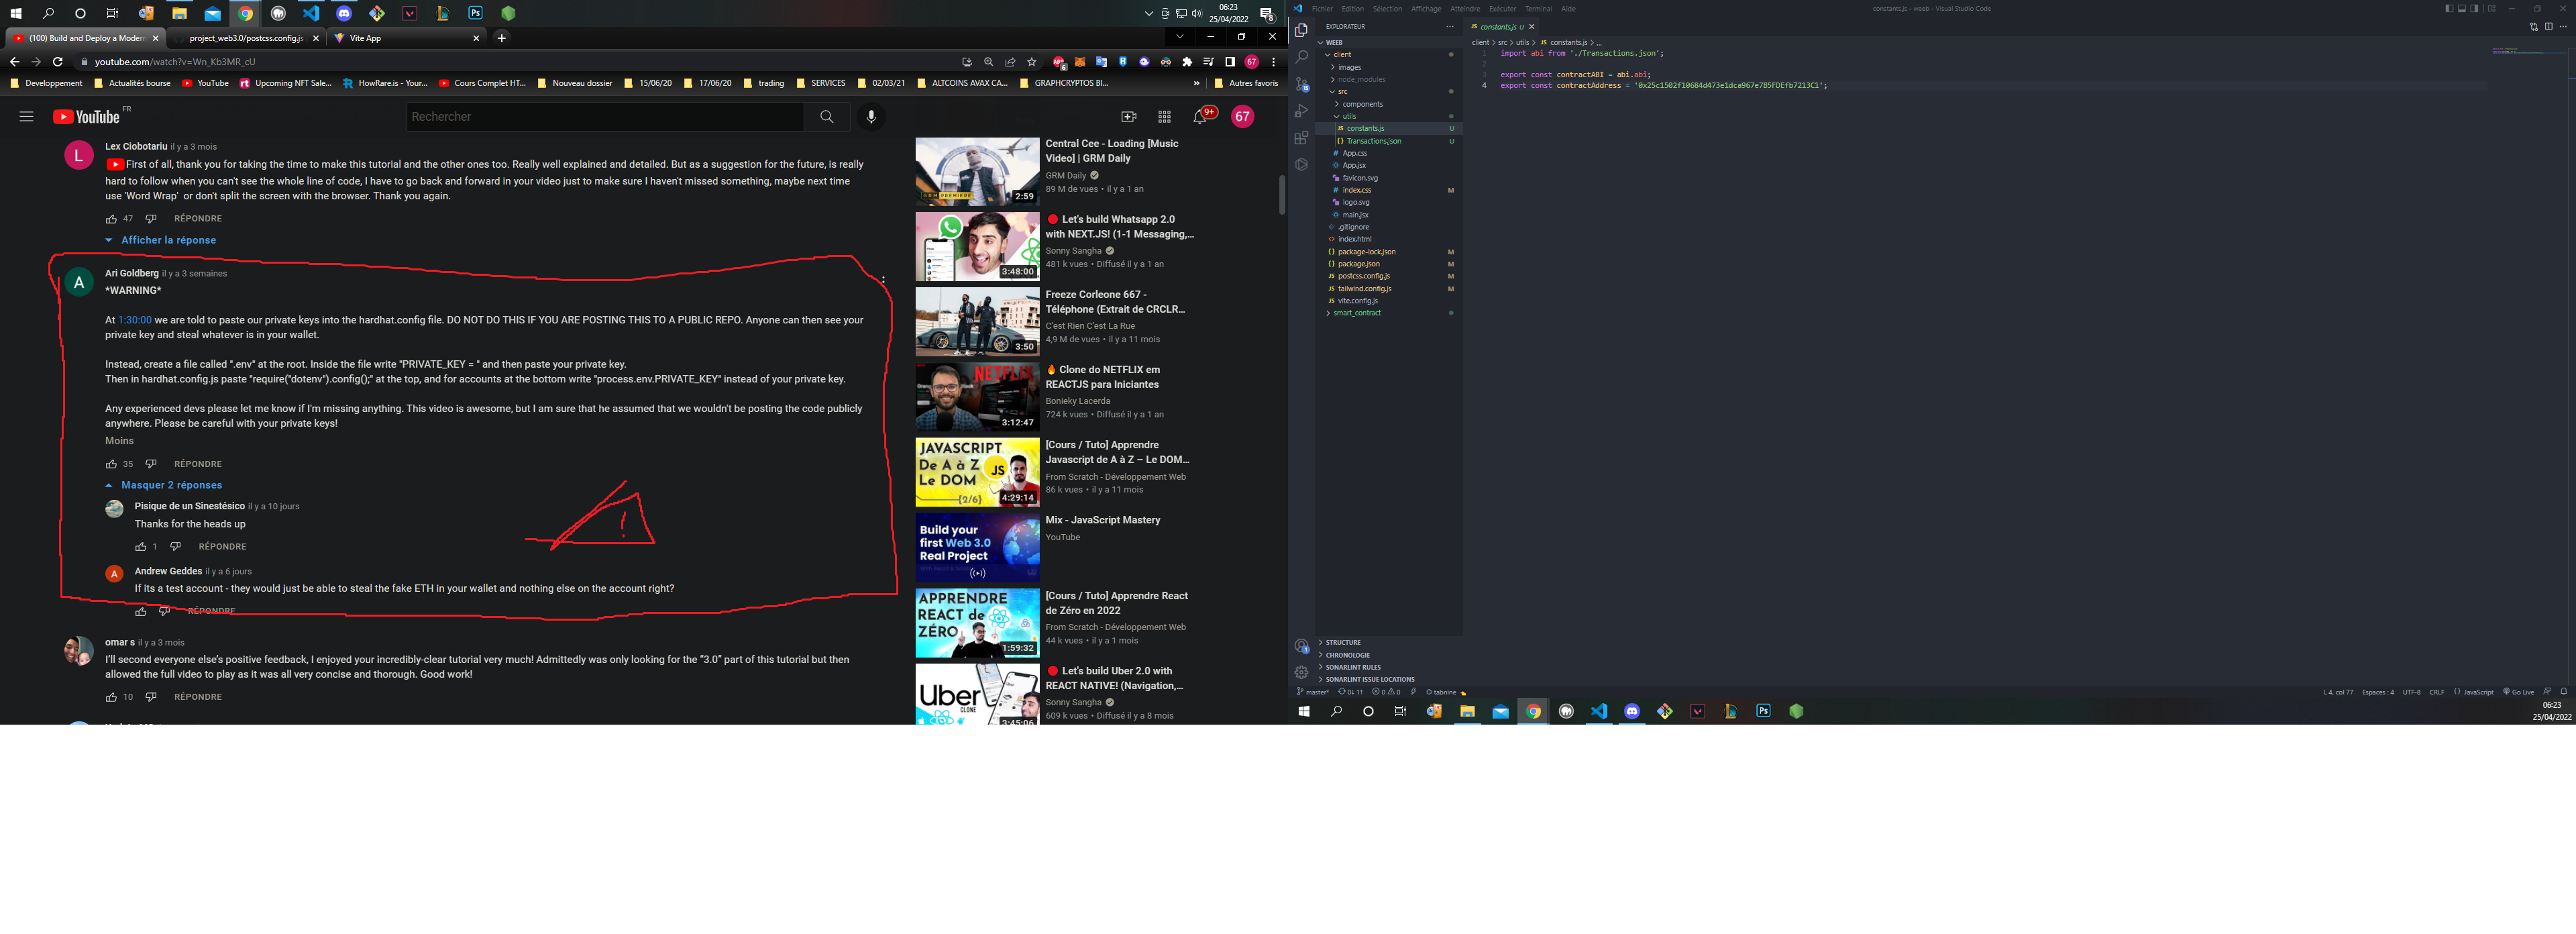 06:23
25/04/2022
8
(100) Build and Deploy a Modern
project_web3.0/postcss.config.js
Vite App
youtube.com/watch?v=Wn_Kb3MR_cU
67
Developpement
Actualités bourse
YouTube
Upcoming NFT Sale...
HowRare.is - Your...
Cours Complet HT...
Nouveau dossier
15/06/20
17/06/20
trading
SERVICES
02/03/21
ALTCOINS AVAX CA...
GRAPHCRYPTOS BI...
»
Autres favoris
YouTube FR
Rechercher
9+
67
L
Lex Ciobotariu il y a 3 mois
First of all, thank you for taking the time to make this tutorial and the other ones too. Really well explained and detailed. But as a suggestion for the future, is really
hard to follow when you can't see the whole line of code, I have to go back and forward in your video just to make sure I haven't missed something, maybe next time
use 'Word Wrap' or don't split the screen with the browser. Thank you again.
47 RÉPONDRE
Afficher la réponse
A
Ari Goldberg il y a 3 semaines
*WARNING*
At 1:30:00 we are told to paste our private keys into the hardhat.config file. DO NOT DO THIS IF YOU ARE POSTING THIS TO A PUBLIC REPO. Anyone can then see your
private key and steal whatever is in your wallet.
Instead, create a file called ".env" at the root. Inside the file write "PRIVATE_KEY = " and then paste your private key.
Then in hardhat.config.js paste "require("dotenv").config();" at the top, and for accounts at the bottom write "process.env.PRIVATE_KEY" instead of your private key.
Any experienced devs please let me know if I'm missing anything. This video is awesome, but I am sure that he assumed that we wouldn't be posting the code publicly
anywhere. Please be careful with your private keys!
Moins
35 RÉPONDRE
Masquer 2 réponses
Pisique de un Sinestésico il y a 10 jours
Thanks for the heads up
1 RÉPONDRE
!
A
Andrew Geddes il y a 6 jours
If its a test account - they would just be able to steal the fake ETH in your wallet and nothing else on the account right?
RÉPONDRE
omar s il y a 3 mois
I'll second everyone else's positive feedback, I enjoyed your incredibly-clear tutorial very much! Admittedly was only looking for the "3.0" part of this tutorial but then
allowed the full video to play as it was all very concise and thorough. Good work!
10 RÉPONDRE
GRM PREMIERE
2:59
Central Cee - Loading [Music
Video] | GRM Daily
GRM Daily
89 M de vues • il y a 1 an
3:48:00
Let's build Whatsapp 2.0
with NEXT.JS! (1-1 Messaging,...
Sonny Sangha
481 k vues • Diffusé il y a 1 an
3:50
Freeze Corleone 667 -
Téléphone (Extrait de CRCLR...
C'est Rien C'est La Rue
4,9 M de vues • il y a 11 mois
NETFLIX
3:12:47
Clone do NETFLIX em
REACTJS para Iniciantes
Bonieky Lacerda
724 k vues • Diffusé il y a 1 an
JAVASCRIPT
De A à Z
Le DOM
JS
{2/6}
4:29:14
[Cours / Tuto] Apprendre
Javascript de A à Z – Le DOM...
From Scratch - Développement Web
86 k vues • il y a 11 mois
Build your
first Web 3.0
Real Project
Mix - JavaScript Mastery
YouTube
APPRENDRE
REACT de
ZÉRO
1:59:32
[Cours / Tuto] Apprendre React
de Zéro en 2022
From Scratch - Développement Web
44 k vues • il y a 1 mois
Uber
CLONE
3:45:06
Let's build Uber 2.0 with
REACT NATIVE! (Navigation,...
Sonny Sangha
609 k vues • Diffusé il y a 8 mois
Fichier Edition Sélection Affichage Atteindre Exécuter Terminal Aide
constants.js - weeb - Visual Studio Code
EXPLORATEUR
WEEB
client
images
node_modules
src
components
utils
JS constants.js U
{} Transactions.json U
# App.css
App.jsx
favicon.svg
# index.css M
logo.svg
main.jsx
.gitignore
index.html
{} package-lock.json M
{} package.json M
JS postcss.config.js M
JS tailwind.config.js M
JS vite.config.js
smart_contract
STRUCTURE
CHRONOLOGIE
SONARLINT RULES
SONARLINT ISSUE LOCATIONS
JS constants.js U
client > src > utils > JS constants.js > ...
1 import abi from './Transactions.json';
2
3 export const contractABI = abi.abi;
4 export const contractAddress = '0x25c1502f10684d473e1dca967e785FDEfb7213C1';
master* 0↓ 1↑ 0 0 tabnine
L 4, col 77 Espaces : 4 UTF-8 CRLF {} JavaScript Go Live
06:23
25/04/2022